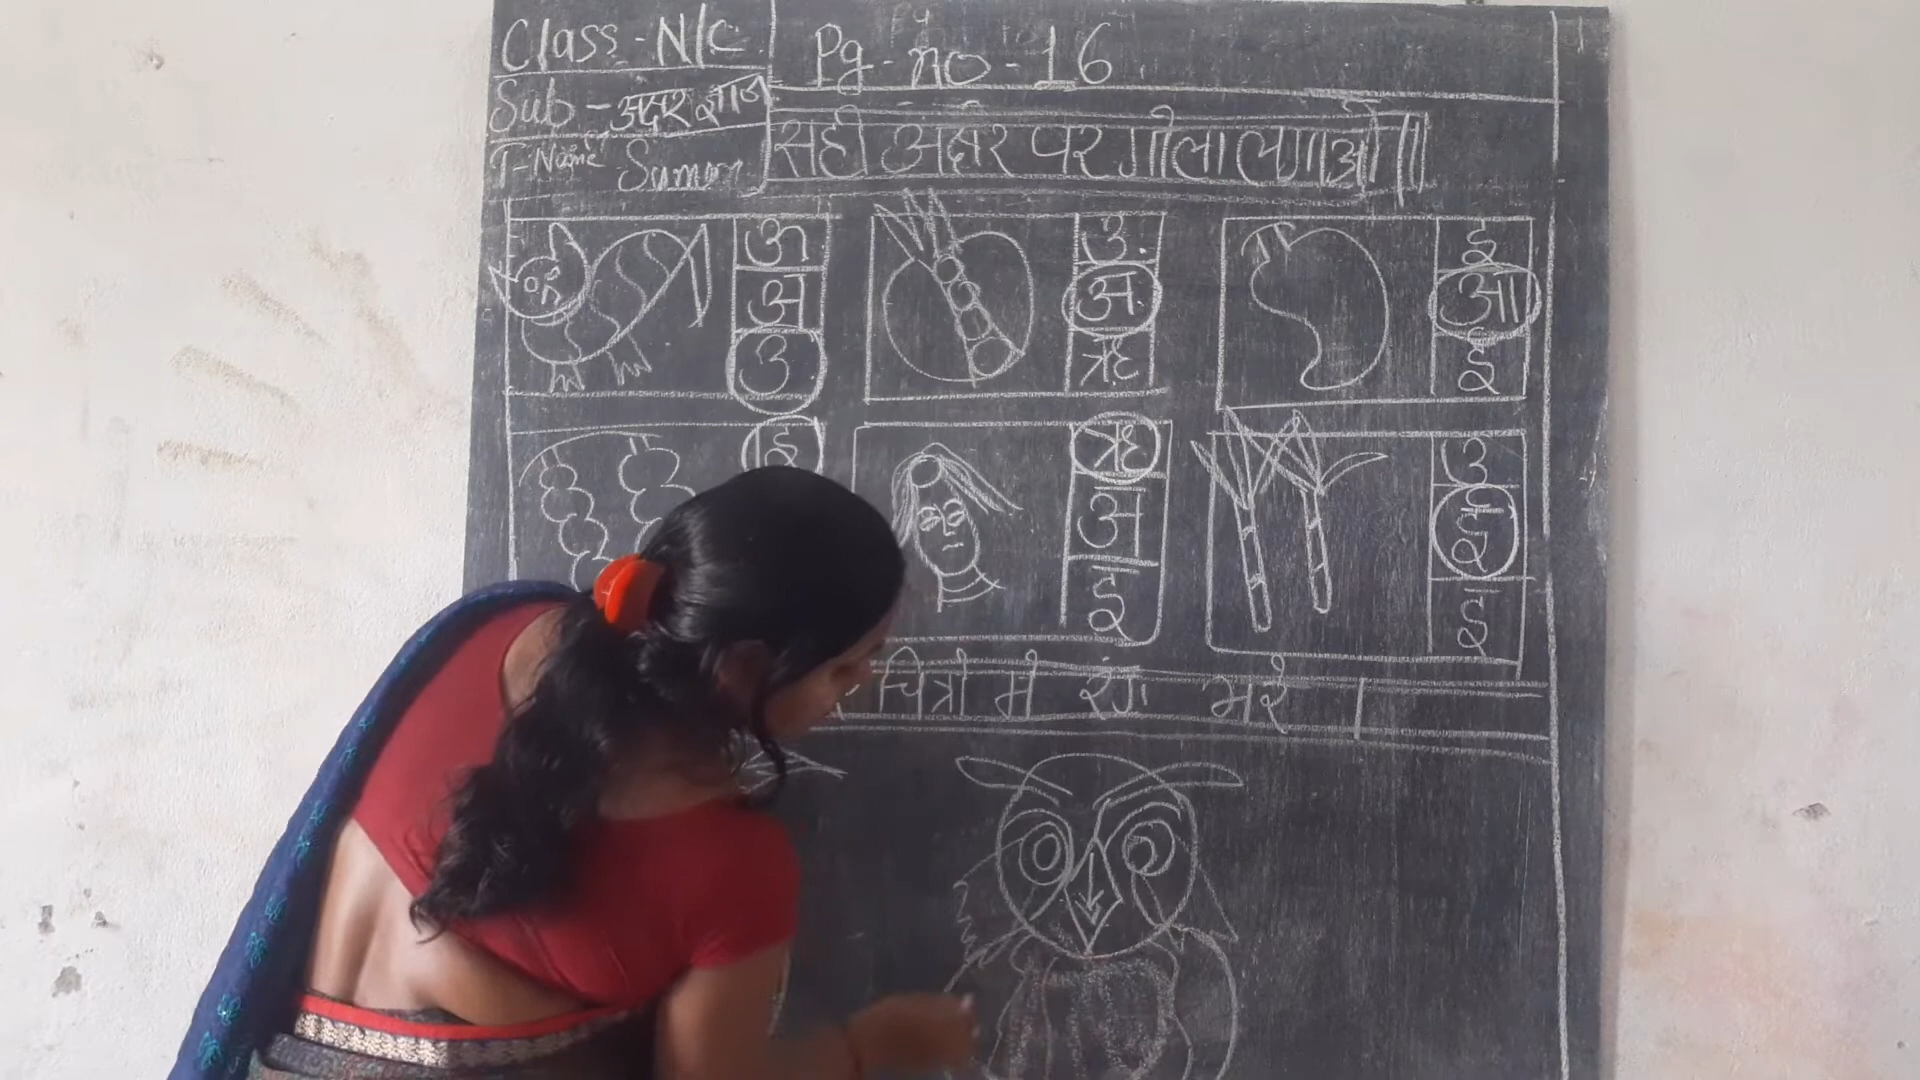 Class - N/C
Pg - no - 16
Sub - अक्षर ज्ञान
T-Name Suman
सही अक्षर पर गोला लगाओ ||
ऊ अ उ
उ अ ऋ
ई आ इ
इ
ऋ अ इ
उ ई इ
चित्रो मे रंग भरे |